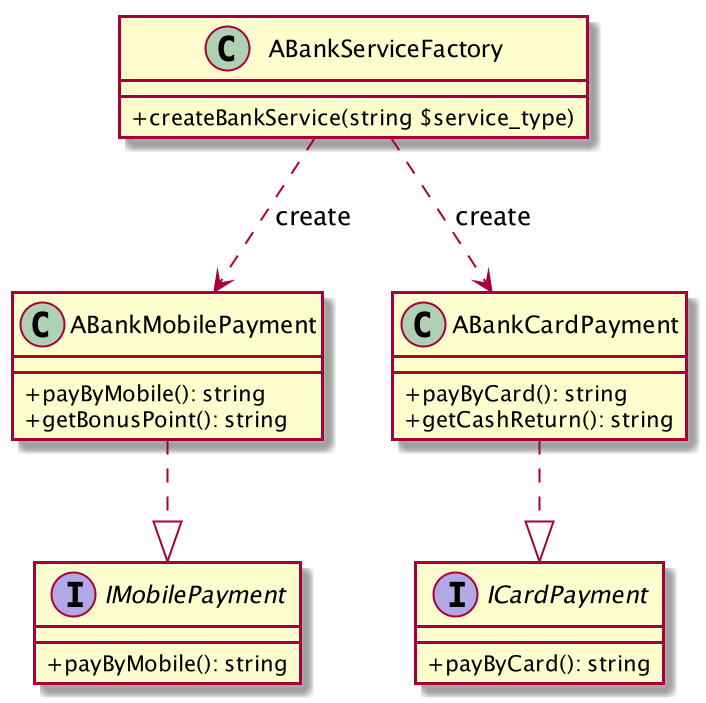 C ABankServiceFactory
+createBankService(string $service_type)
create
create
C ABankMobilePayment
+payByMobile(): string
+getBonusPoint(): string
C ABankCardPayment
+payByCard(): string
+getCashReturn(): string
I IMobilePayment
+payByMobile(): string
I ICardPayment
+payByCard(): string